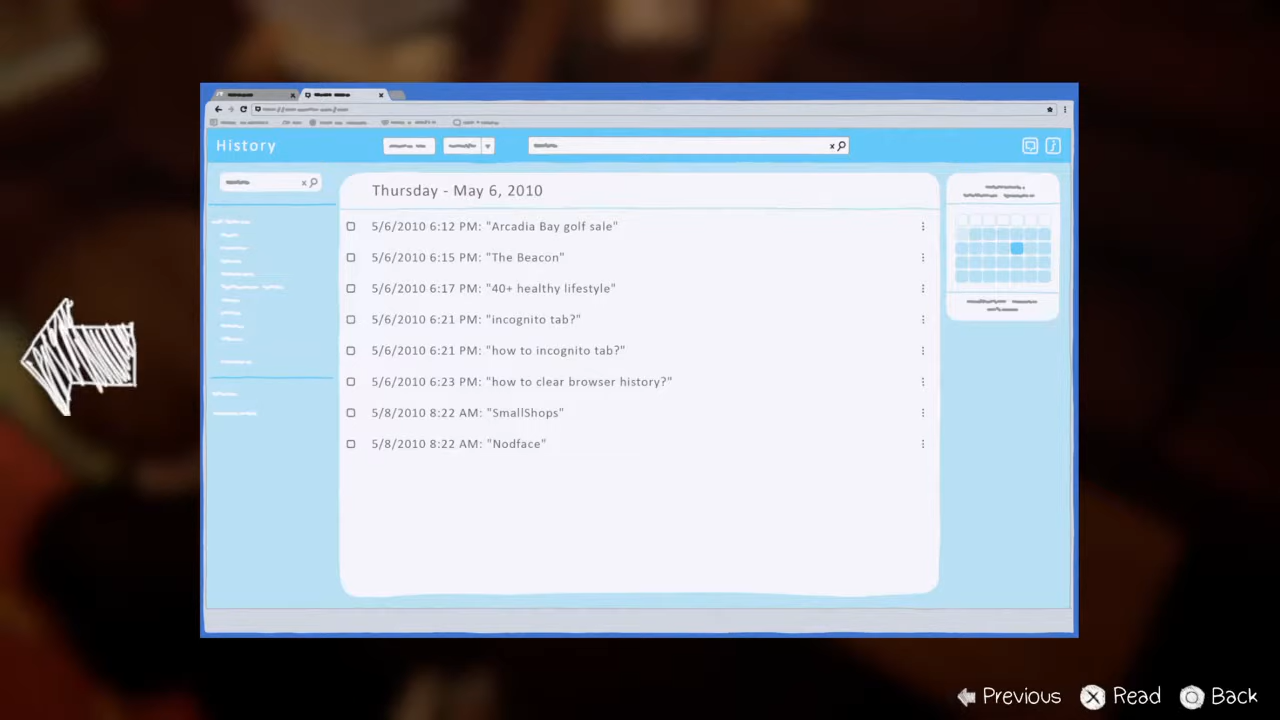 History
Thursday - May 6, 2010
5/6/2010 6:12 PM: "Arcadia Bay golf sale"
5/6/2010 6:15 PM: "The Beacon"
5/6/2010 6:17 PM: "40+ healthy lifestyle"
5/6/2010 6:21 PM: "incognito tab?"
5/6/2010 6:21 PM: "how to incognito tab?"
5/6/2010 6:23 PM: "how to clear browser history?"
5/8/2010 8:22 AM: "SmallShops"
5/8/2010 8:22 AM: "Nodface"
Previous Read Back